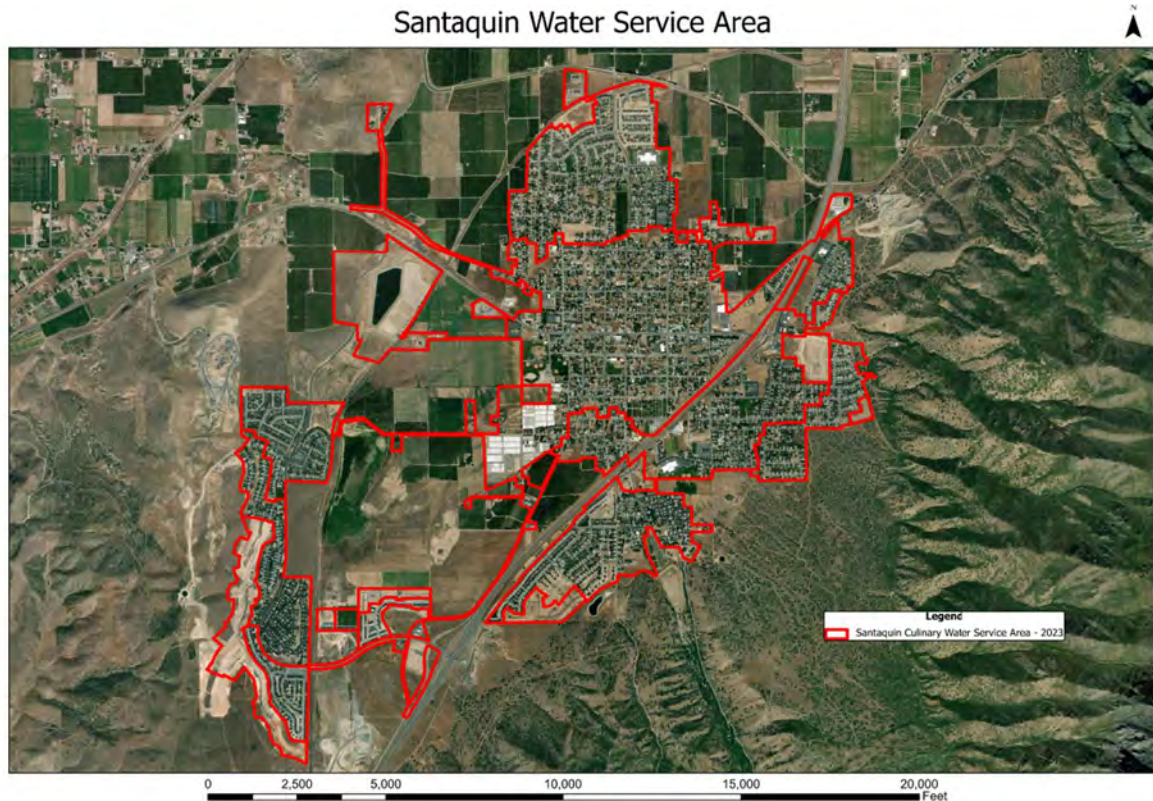 Santaquin Water Service Area
N
Legend
Santaquin Culinary Water Service Area - 2023
0 2,500 5,000 10,000 15,000 20,000
Feet